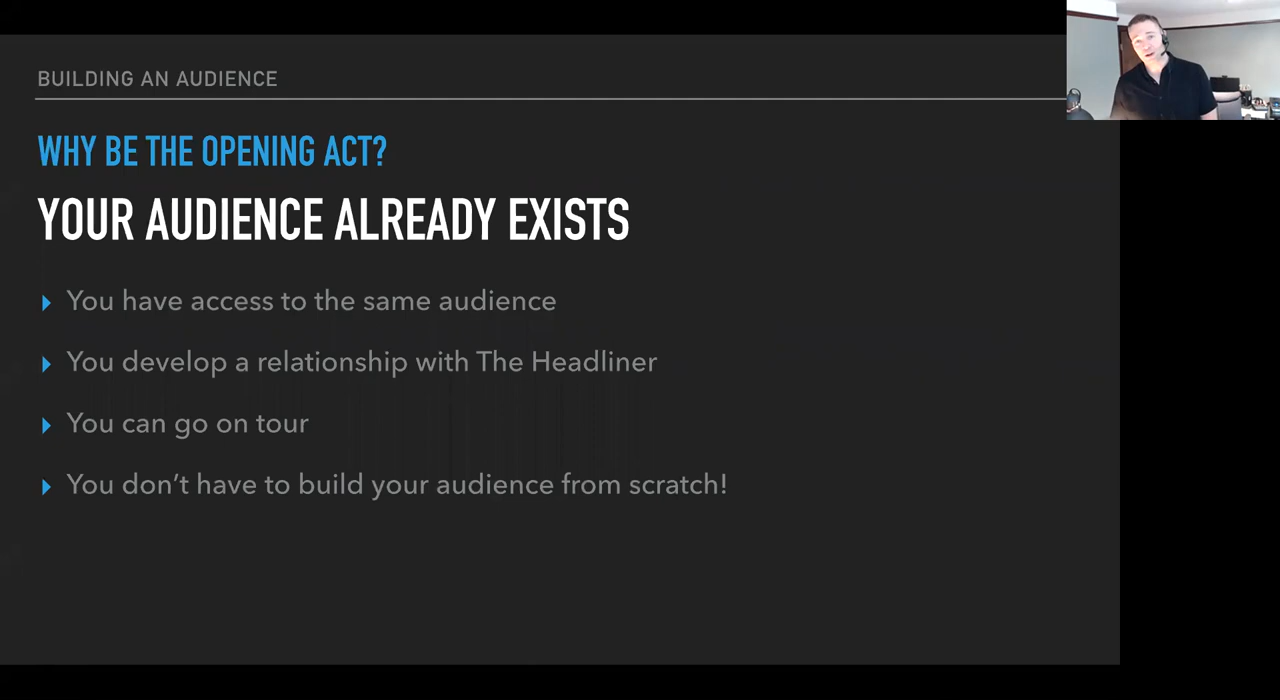 BUILDING AN AUDIENCE
WHY BE THE OPENING ACT?
YOUR AUDIENCE ALREADY EXISTS
You have access to the same audience
You develop a relationship with The Headliner
You can go on tour
You don’t have to build your audience from scratch!